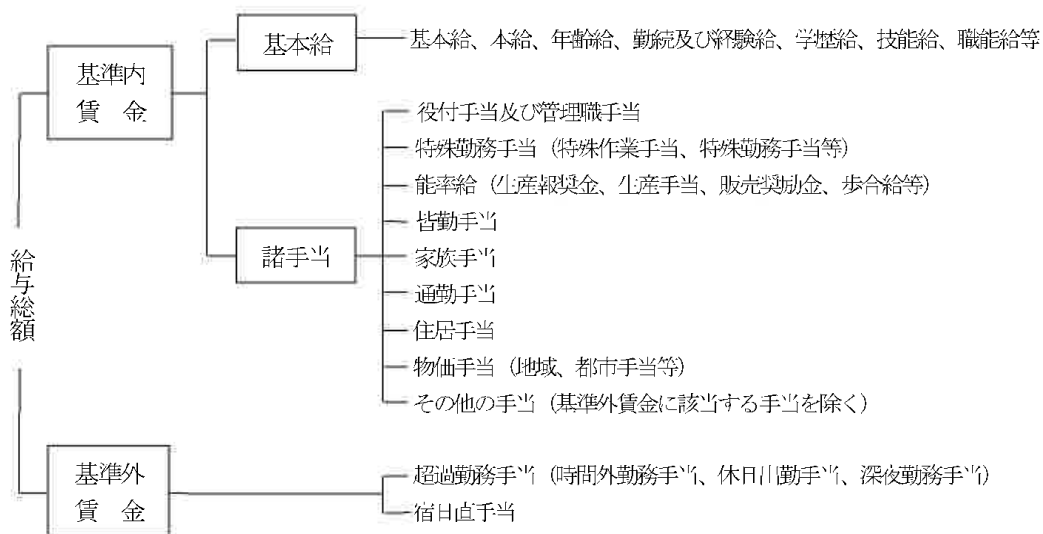 給与総額
基準内
賃 金
基本給
基本給、本給、年齢給、勤続及び経験給、学歴給、技能給、職能給等
諸手当
役付手当及び管理職手当
特殊勤務手当（特殊作業手当、特殊勤務手当等）
能率給（生産報奨金、生産手当、販売奨励金、歩合給等）
皆勤手当
家族手当
通勤手当
住居手当
物価手当（地域、都市手当等）
その他の手当（基準外賃金に該当する手当を除く）
基準外
賃 金
超過勤務手当（時間外勤務手当、休日出勤手当、深夜勤務手当）
宿日直手当